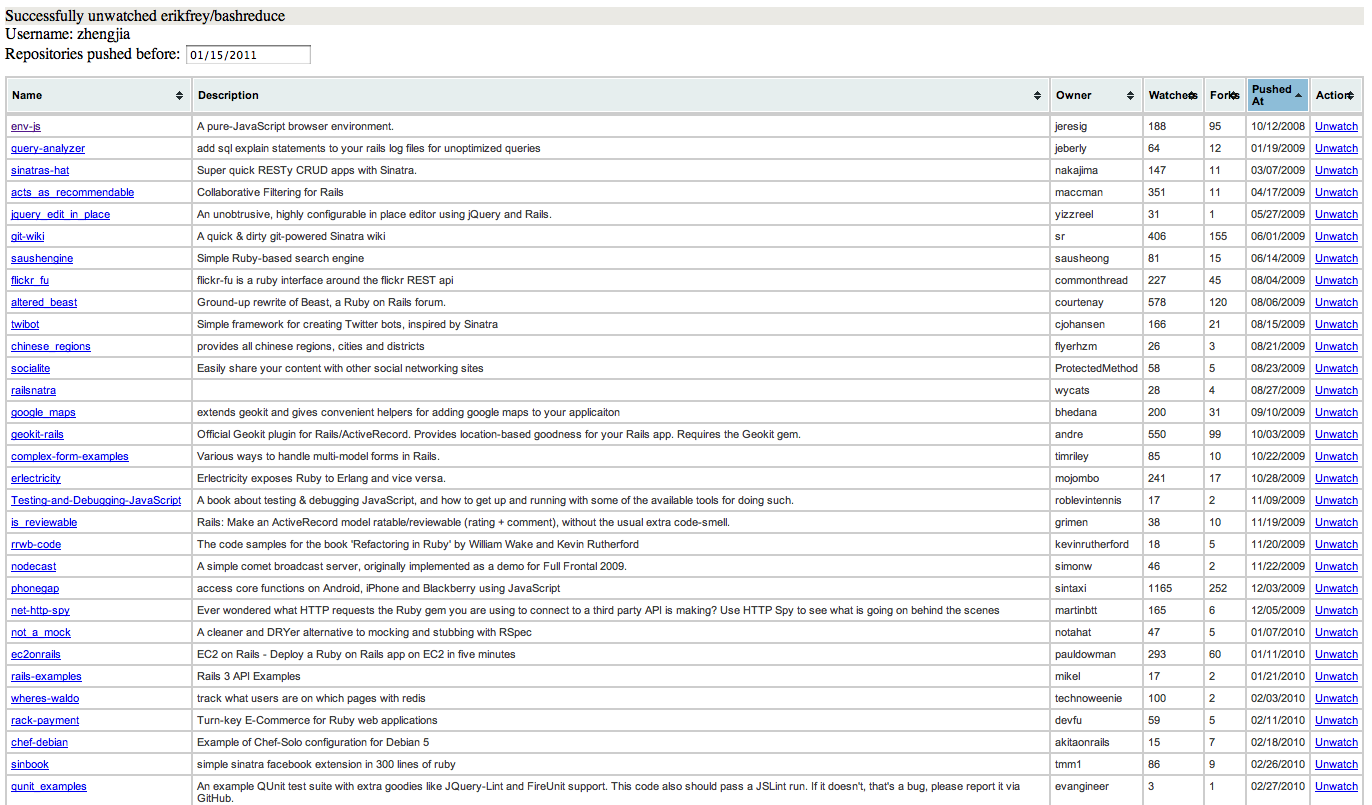 Successfully unwatched erikfrey/bashreduce
Username: zhengjia
Repositories pushed before: 01/15/2011
Name Description Owner Watches Forks Pushed At Action
env-js A pure-JavaScript browser environment. jeresig 188 95 10/12/2008 Unwatch
query-analyzer add sql explain statements to your rails log files for unoptimized queries jeberly 64 12 01/19/2009 Unwatch
sinatras-hat Super quick RESTy CRUD apps with Sinatra. nakajima 147 11 03/07/2009 Unwatch
acts_as_recommendable Collaborative Filtering for Rails maccman 351 11 04/17/2009 Unwatch
jquery_edit_in_place An unobtrusive, highly configurable in place editor using jQuery and Rails. yizzreel 31 1 05/27/2009 Unwatch
git-wiki A quick & dirty git-powered Sinatra wiki sr 406 155 06/01/2009 Unwatch
saushengine Simple Ruby-based search engine sausheong 81 15 06/14/2009 Unwatch
flickr_fu flickr-fu is a ruby interface around the flickr REST api commonthread 227 45 08/04/2009 Unwatch
altered_beast Ground-up rewrite of Beast, a Ruby on Rails forum. courtenay 578 120 08/06/2009 Unwatch
twibot Simple framework for creating Twitter bots, inspired by Sinatra cjohansen 166 21 08/15/2009 Unwatch
chinese_regions provides all chinese regions, cities and districts flyerhzm 26 3 08/21/2009 Unwatch
socialite Easily share your content with other social networking sites ProtectedMethod 58 5 08/23/2009 Unwatch
railsnatra wycats 28 4 08/27/2009 Unwatch
google_maps extends geokit and gives convenient helpers for adding google maps to your applicaiton bhedana 200 31 09/10/2009 Unwatch
geokit-rails Official Geokit plugin for Rails/ActiveRecord. Provides location-based goodness for your Rails app. Requires the Geokit gem. andre 550 99 10/03/2009 Unwatch
complex-form-examples Various ways to handle multi-model forms in Rails. timriley 85 10 10/22/2009 Unwatch
erlectricity Erlectricity exposes Ruby to Erlang and vice versa. mojombo 241 17 10/28/2009 Unwatch
Testing-and-Debugging-JavaScript A book about testing & debugging JavaScript, and how to get up and running with some of the available tools for doing such. roblevintennis 17 2 11/09/2009 Unwatch
is_reviewable Rails: Make an ActiveRecord model ratable/reviewable (rating + comment), without the usual extra code-smell. grimen 38 10 11/19/2009 Unwatch
rrwb-code The code samples for the book 'Refactoring in Ruby' by William Wake and Kevin Rutherford kevinrutherford 18 5 11/20/2009 Unwatch
nodecast A simple comet broadcast server, originally implemented as a demo for Full Frontal 2009. simonw 46 2 11/22/2009 Unwatch
phonegap access core functions on Android, iPhone and Blackberry using JavaScript sintaxi 1165 252 12/03/2009 Unwatch
net-http-spy Ever wondered what HTTP requests the Ruby gem you are using to connect to a third party API is making? Use HTTP Spy to see what is going on behind the scenes martinbtt 165 6 12/05/2009 Unwatch
not_a_mock A cleaner and DRYer alternative to mocking and stubbing with RSpec notahat 47 5 01/07/2010 Unwatch
ec2onrails EC2 on Rails - Deploy a Ruby on Rails app on EC2 in five minutes pauldowman 293 60 01/11/2010 Unwatch
rails-examples Rails 3 API Examples mikel 17 2 01/21/2010 Unwatch
wheres-waldo track what users are on which pages with redis technoweenie 100 2 02/03/2010 Unwatch
rack-payment Turn-key E-Commerce for Ruby web applications devfu 59 5 02/11/2010 Unwatch
chef-debian Example of Chef-Solo configuration for Debian 5 akitaonrails 15 7 02/18/2010 Unwatch
sinbook simple sinatra facebook extension in 300 lines of ruby tmm1 86 9 02/26/2010 Unwatch
qunit_examples An example QUnit test suite with extra goodies like JQuery-Lint and FireUnit support. This code also should pass a JSLint run. If it doesn't, that's a bug, please report it via evangineer 3 1 02/27/2010 Unwatch
GitHub.